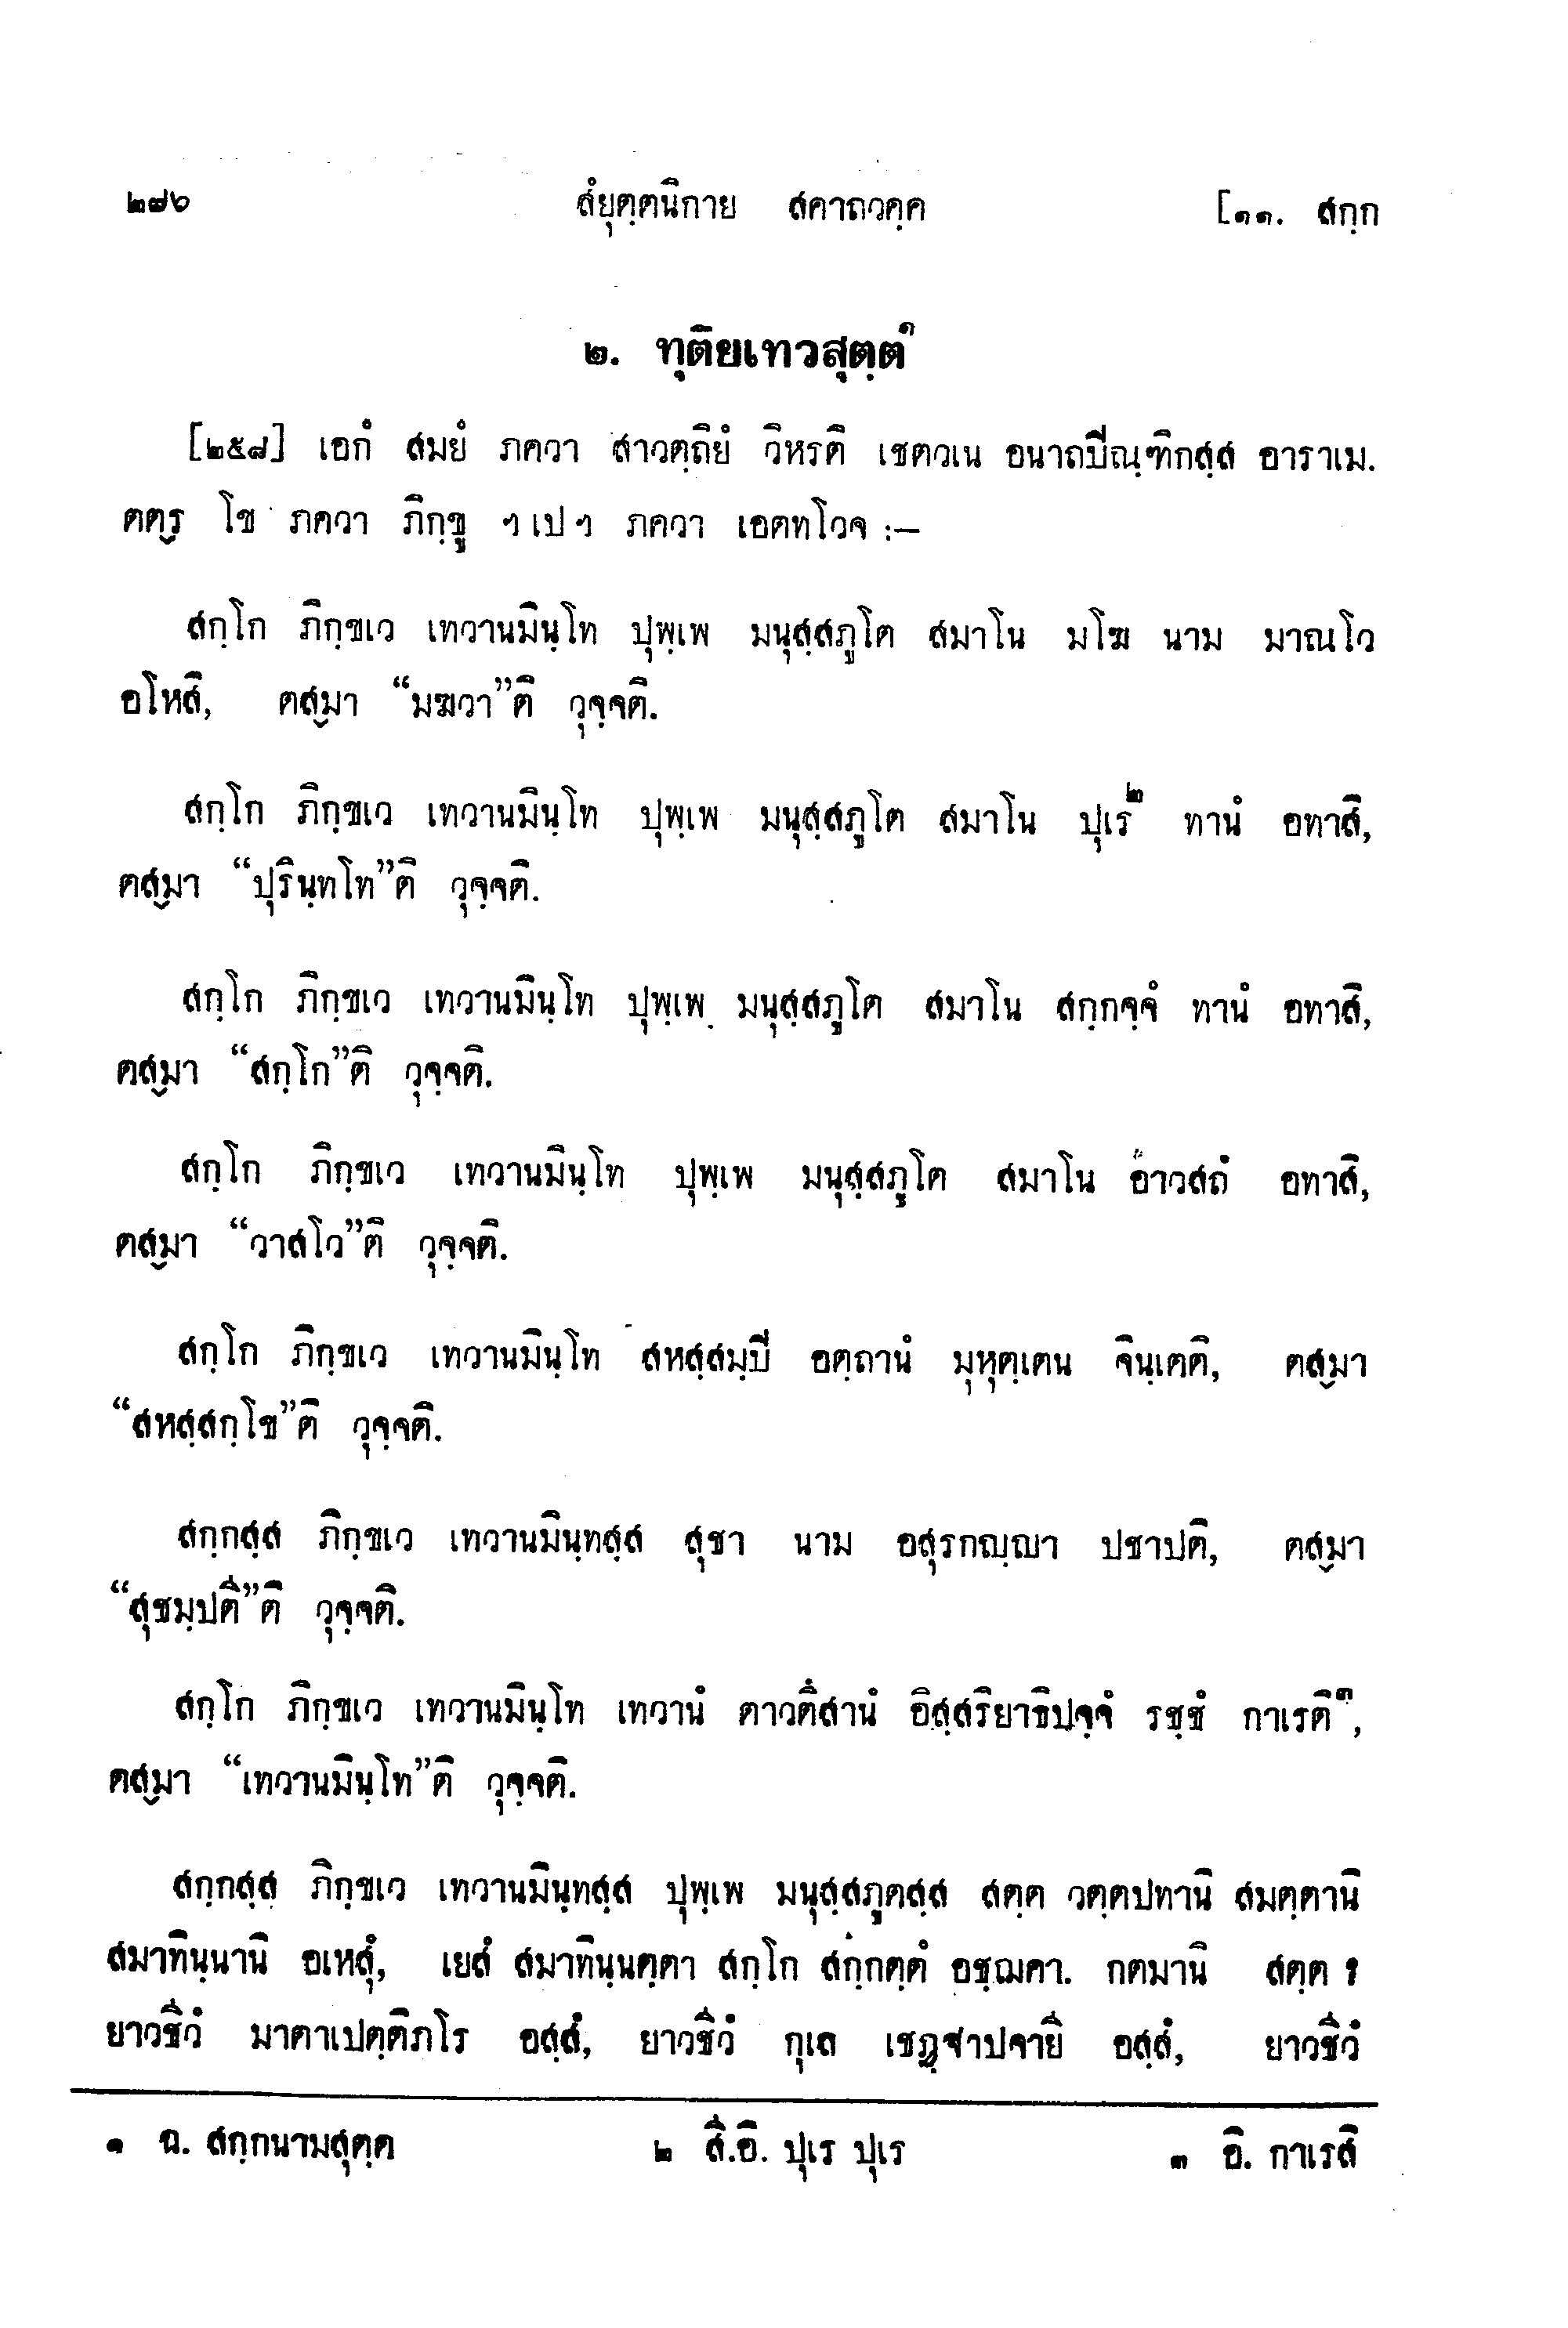 ๒๗๖ สํยุตฺตนิกาย สคาถวคฺค [๑๑. สกฺก
๒. ทุติยเทวสุตฺตํ๑
[๒๕๘] เอกํ สมยํ ภควา สาวตฺถิยํ วิหรติ เชตวเน อนาถปิณฺฑิกสฺส อาราเม.
ตตฺร โข ภควา ภิกฺขู ฯ เป ฯ ภควา เอตทโวจ :–
สกฺโก ภิกฺขเว เทวานมินฺโท ปุพฺเพ มนุสฺสภูโต สมาโน มโฆ นาม มาณโว
อโหสิ, ตสฺมา “มฆวา”ติ วุจฺจติ.
สกฺโก ภิกฺขเว เทวานมินฺโท ปุพฺเพ มนุสฺสภูโต สมาโน ปุเร๒ ทานํ อทาสิ,
ตสฺมา “ปุรินฺทโท”ติ วุจฺจติ.
สกฺโก ภิกฺขเว เทวานมินฺโท ปุพฺเพ มนุสฺสภูโต สมาโน สกฺกจฺจํ ทานํ อทาสิ,
ตสฺมา “สกฺโก”ติ วุจฺจติ.
สกฺโก ภิกฺขเว เทวานมินฺโท ปุพฺเพ มนุสฺสภูโต สมาโน อาวสถํ อทาสิ,
ตสฺมา “วาสโว”ติ วุจฺจติ.
สกฺโก ภิกฺขเว เทวานมินฺโท สหสฺสมฺปิ อตฺถานํ มุหุตฺเตน จินฺเตติ, ตสฺมา
“สหสฺสกฺโข”ติ วุจฺจติ.
สกฺกสฺส ภิกฺขเว เทวานมินฺทสฺส สุชา นาม อสุรกญฺญา ปชาปติ, ตสฺมา
“สุชมฺปตี”ติ วุจฺจติ.
สกฺโก ภิกฺขเว เทวานมินฺโท เทวานํ ตาวตึสานํ อิสฺสริยาธิปจฺจํ รชฺชํ กาเรติ๓,
ตสฺมา “เทวานมินฺโท”ติ วุจฺจติ.
สกฺกสฺส ภิกฺขเว เทวานมินฺทสฺส ปุพฺเพ มนุสฺสภูตสฺส สตฺต วตฺตปทานิ สมตฺตานิ
สมาทินฺนานิ อเหสุํ, เยสํ สมาทินฺนตฺตา สกฺโก สกฺกตฺตํ อชฺฌคา. กตมานิ สตฺต ?
ยาวชีวํ มาตาเปตฺติภโร อสฺสํ, ยาวชีวํ กุเล เชฏฺฐาปจายี อสฺสํ, ยาวชีวํ
๑ ฉ. สกฺกนามสุตฺต ๒ สี.อิ. ปุเร ปุเร ๓ อิ. กาเรสิ